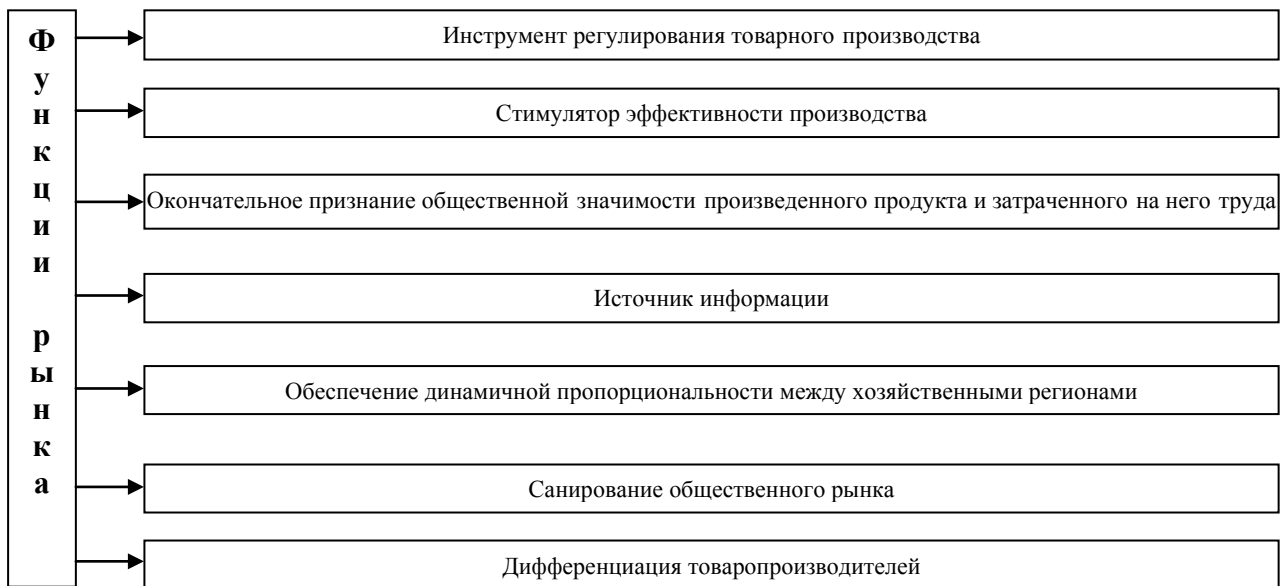 Функции рынка
Инструмент регулирования товарного производства
Стимулятор эффективности производства
Окончательное признание общественной значимости произведенного продукта и затраченного на него труда
Источник информации
Обеспечение динамичной пропорциональности между хозяйственными регионами
Санирование общественного рынка
Дифференциация товаропроизводителей